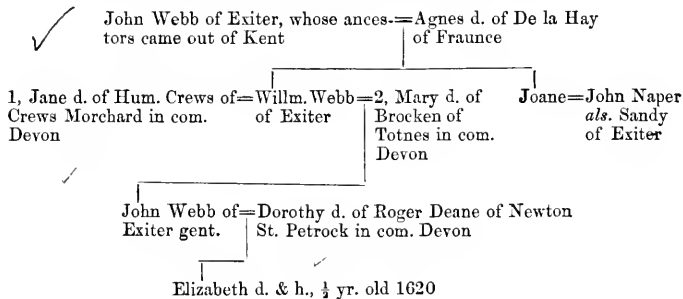 John Webb of Exiter, whose ances-=Agnes d. of De la Hay
tors came out of Kent of Fraunce
1, Jane d. of Hum. Crews of=Willm. Webb=2, Mary d. of Joane=John Naper
Crews Morchard in com. of Exiter Brocken of als. Sandy
Devon Totnes in com. of Exiter
Devon
John Webb of=Dorothy d. of Roger Deane of Newton
Exiter gent. St. Petrock in com. Devon
Elizabeth d. & h., ½ yr. old 1620